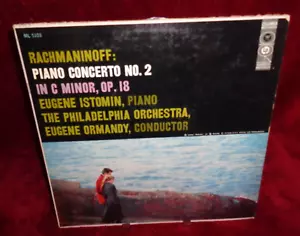 RACHMANINOFF:
PIANO CONCERTO NO. 2
IN C MINOR, OP. 18
EUGENE ISTOMIN, PIANO
THE PHILADELPHIA ORCHESTRA,
EUGENE ORMANDY, CONDUCTOR